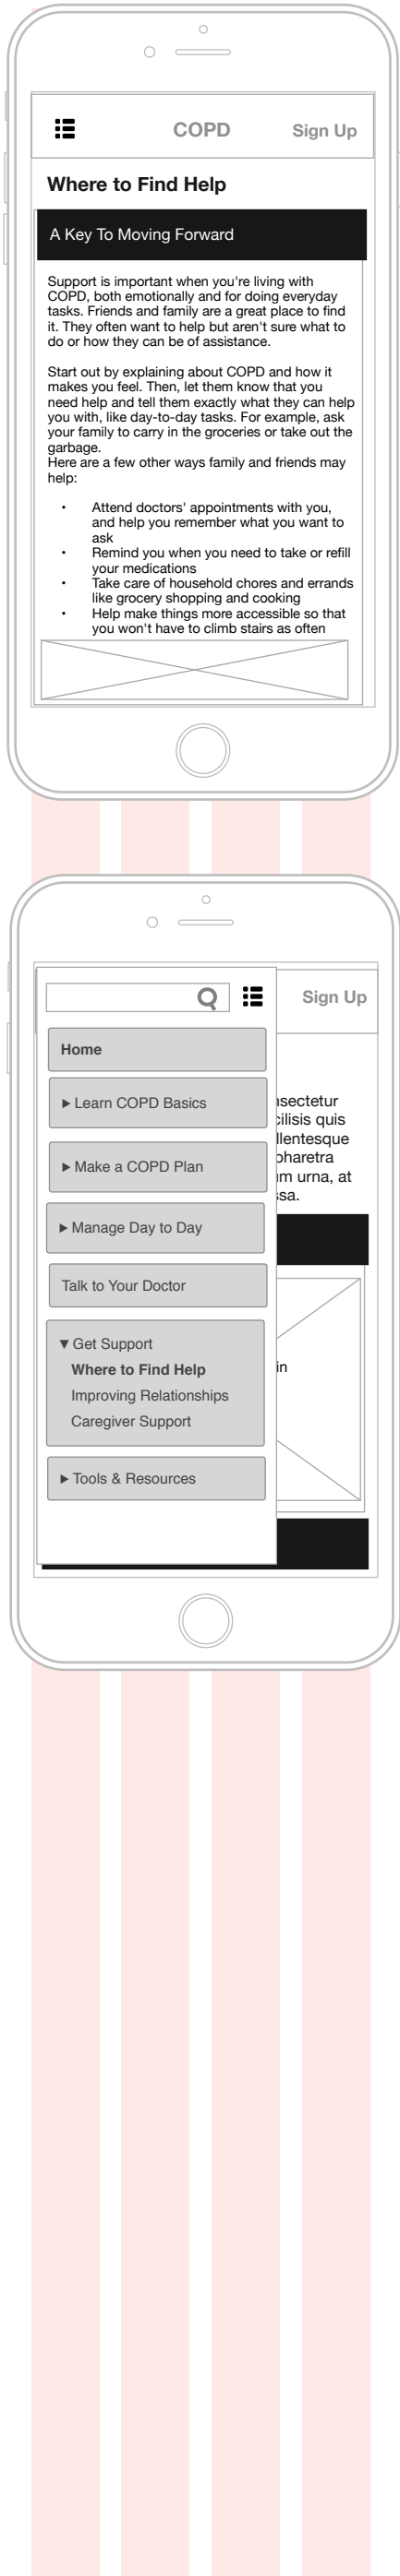 COPD Sign Up
Where to Find Help
A Key To Moving Forward
Support is important when you're living with
COPD, both emotionally and for doing everyday
tasks. Friends and family are a great place to find
it. They often want to help but aren't sure what to
do or how they can be of assistance.
Start out by explaining about COPD and how it
makes you feel. Then, let them know that you
need help and tell them exactly what they can help
you with, like day-to-day tasks. For example, ask
your family to carry in the groceries or take out the
garbage.
Here are a few other ways family and friends may
help:
• Attend doctors' appointments with you,
and help you remember what you want to
ask
• Remind you when you need to take or refill
your medications
• Take care of household chores and errands
like grocery shopping and cooking
• Help make things more accessible so that
you won't have to climb stairs as often
Sign Up
Home
▶ Learn COPD Basics
▶ Make a COPD Plan
▶ Manage Day to Day
Talk to Your Doctor
▼ Get Support
Where to Find Help
Improving Relationships
Caregiver Support
▶ Tools & Resources
nsectetur
cilisis quis
llentesque
pharetra
m urna, at
ssa.
in